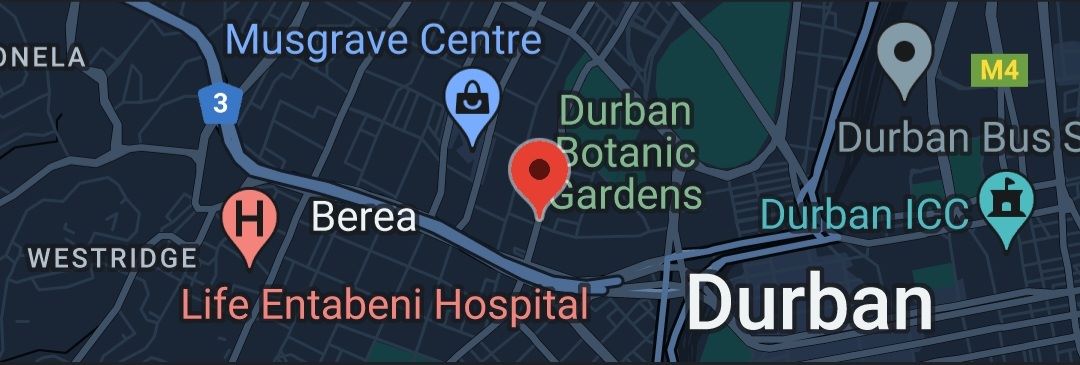 ONELA
Musgrave Centre
3
M4
Durban
Botanic
Gardens
Durban Bus S
H
Berea
Durban ICC
WESTRIDGE
Life Entabeni Hospital
Durban